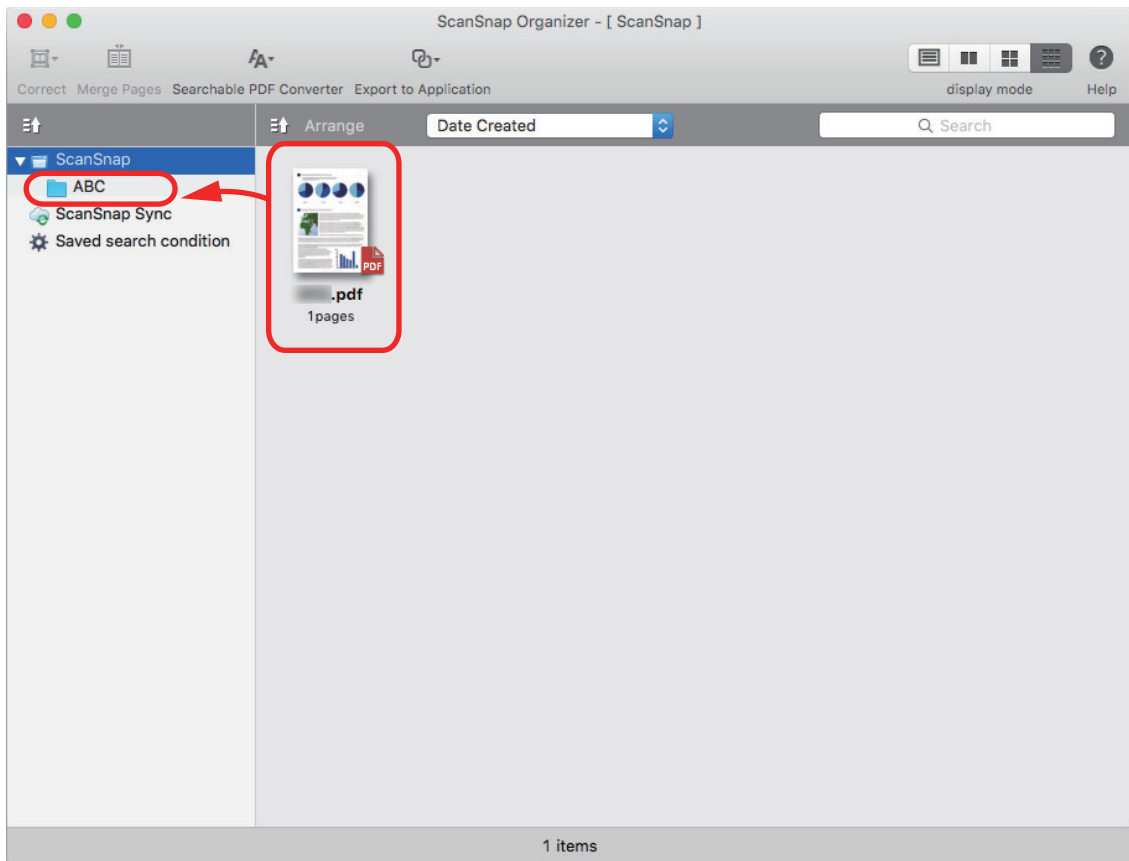 ScanSnap Organizer - [ ScanSnap ]
Correct Merge Pages Searchable PDF Converter Export to Application display mode Help
Arrange Date Created Search
ScanSnap
ABC
ScanSnap Sync
Saved search condition
PDF
.pdf
1pages
1 items